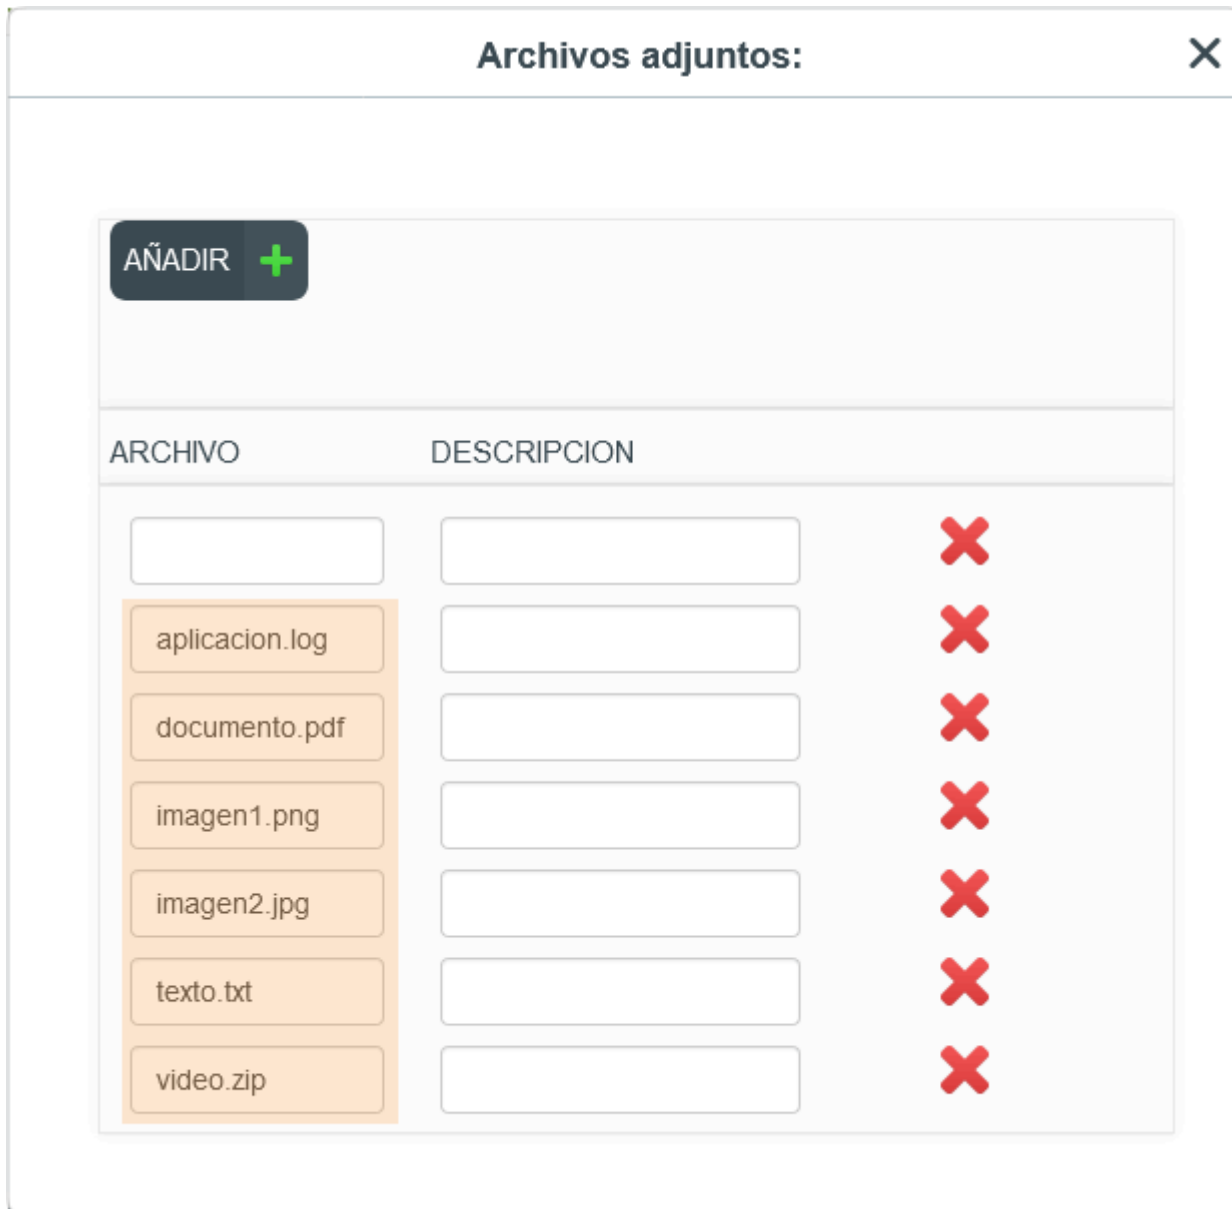 Archivos adjuntos:
AÑADIR
ARCHIVO DESCRIPCION
aplicacion.log
documento.pdf
imagen1.png
imagen2.jpg
texto.txt
video.zip